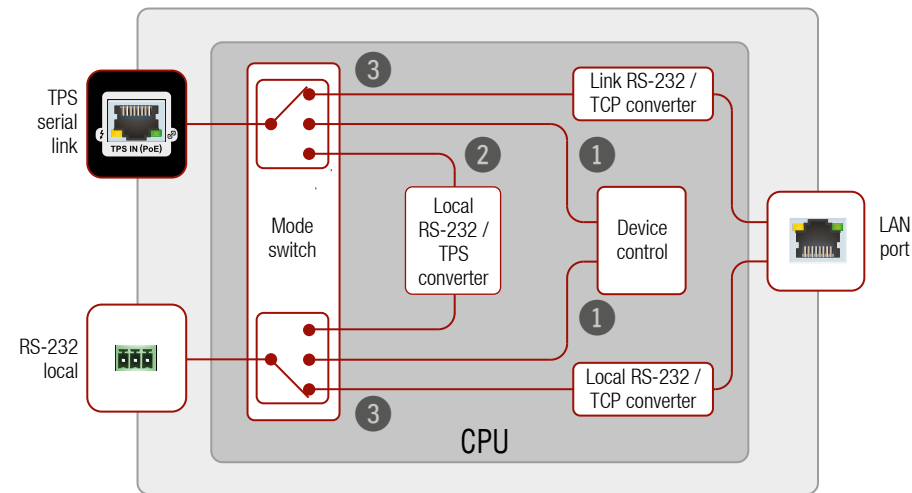 TPS
serial
link
TPS IN (PoE)
3
Link RS-232 /
TCP converter
2
1
Mode
switch
Local
RS-232 /
TPS
converter
Device
control
LAN
port
1
RS-232
local
Local RS-232 /
TCP converter
3
CPU